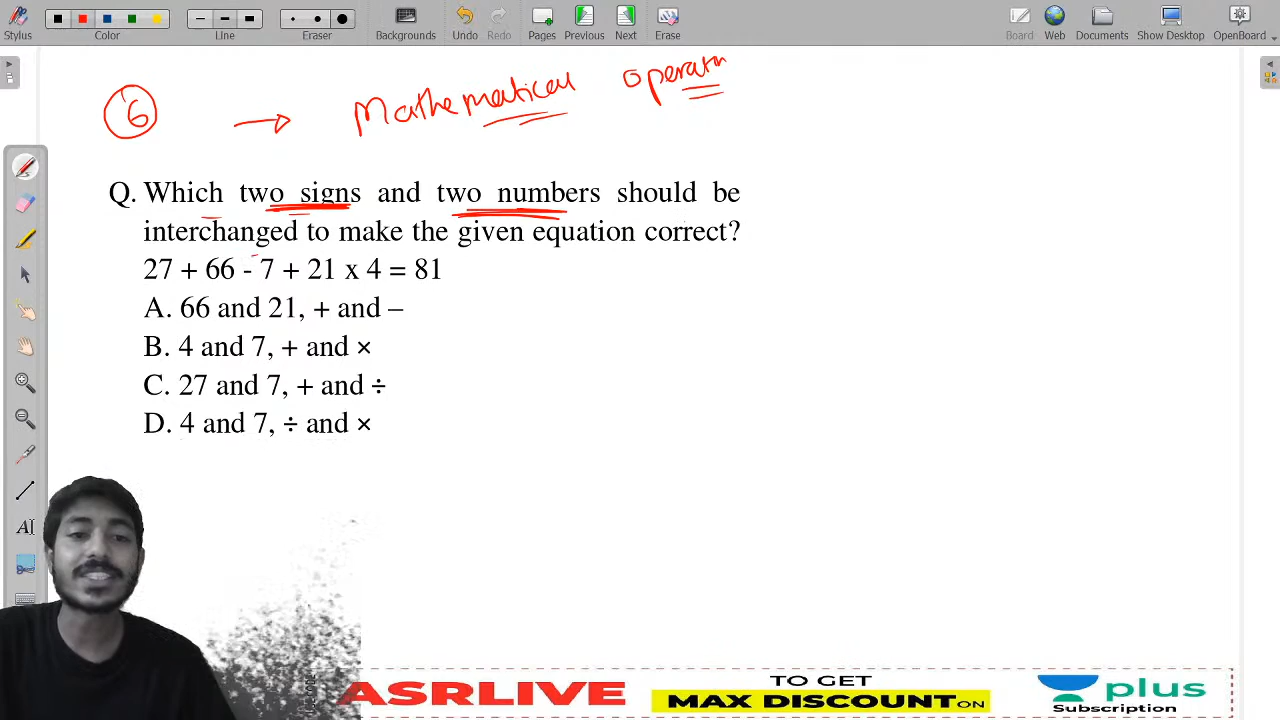 Stylus
Color
Line
Eraser
Backgrounds
Undo
Redo
Pages
Previous
Next
Erase
Board
Web
Documents
Show Desktop
OpenBoard
6 → Mathematical operatn
Q. Which two signs and two numbers should be
interchanged to make the given equation correct?
27 + 66 - 7 + 21 x 4 = 81
A. 66 and 21, + and –
B. 4 and 7, + and ×
C. 27 and 7, + and ÷
D. 4 and 7, ÷ and ×
AI
ASRLIVE
TO GET
MAX DISCOUNT ON
plus
Subscription